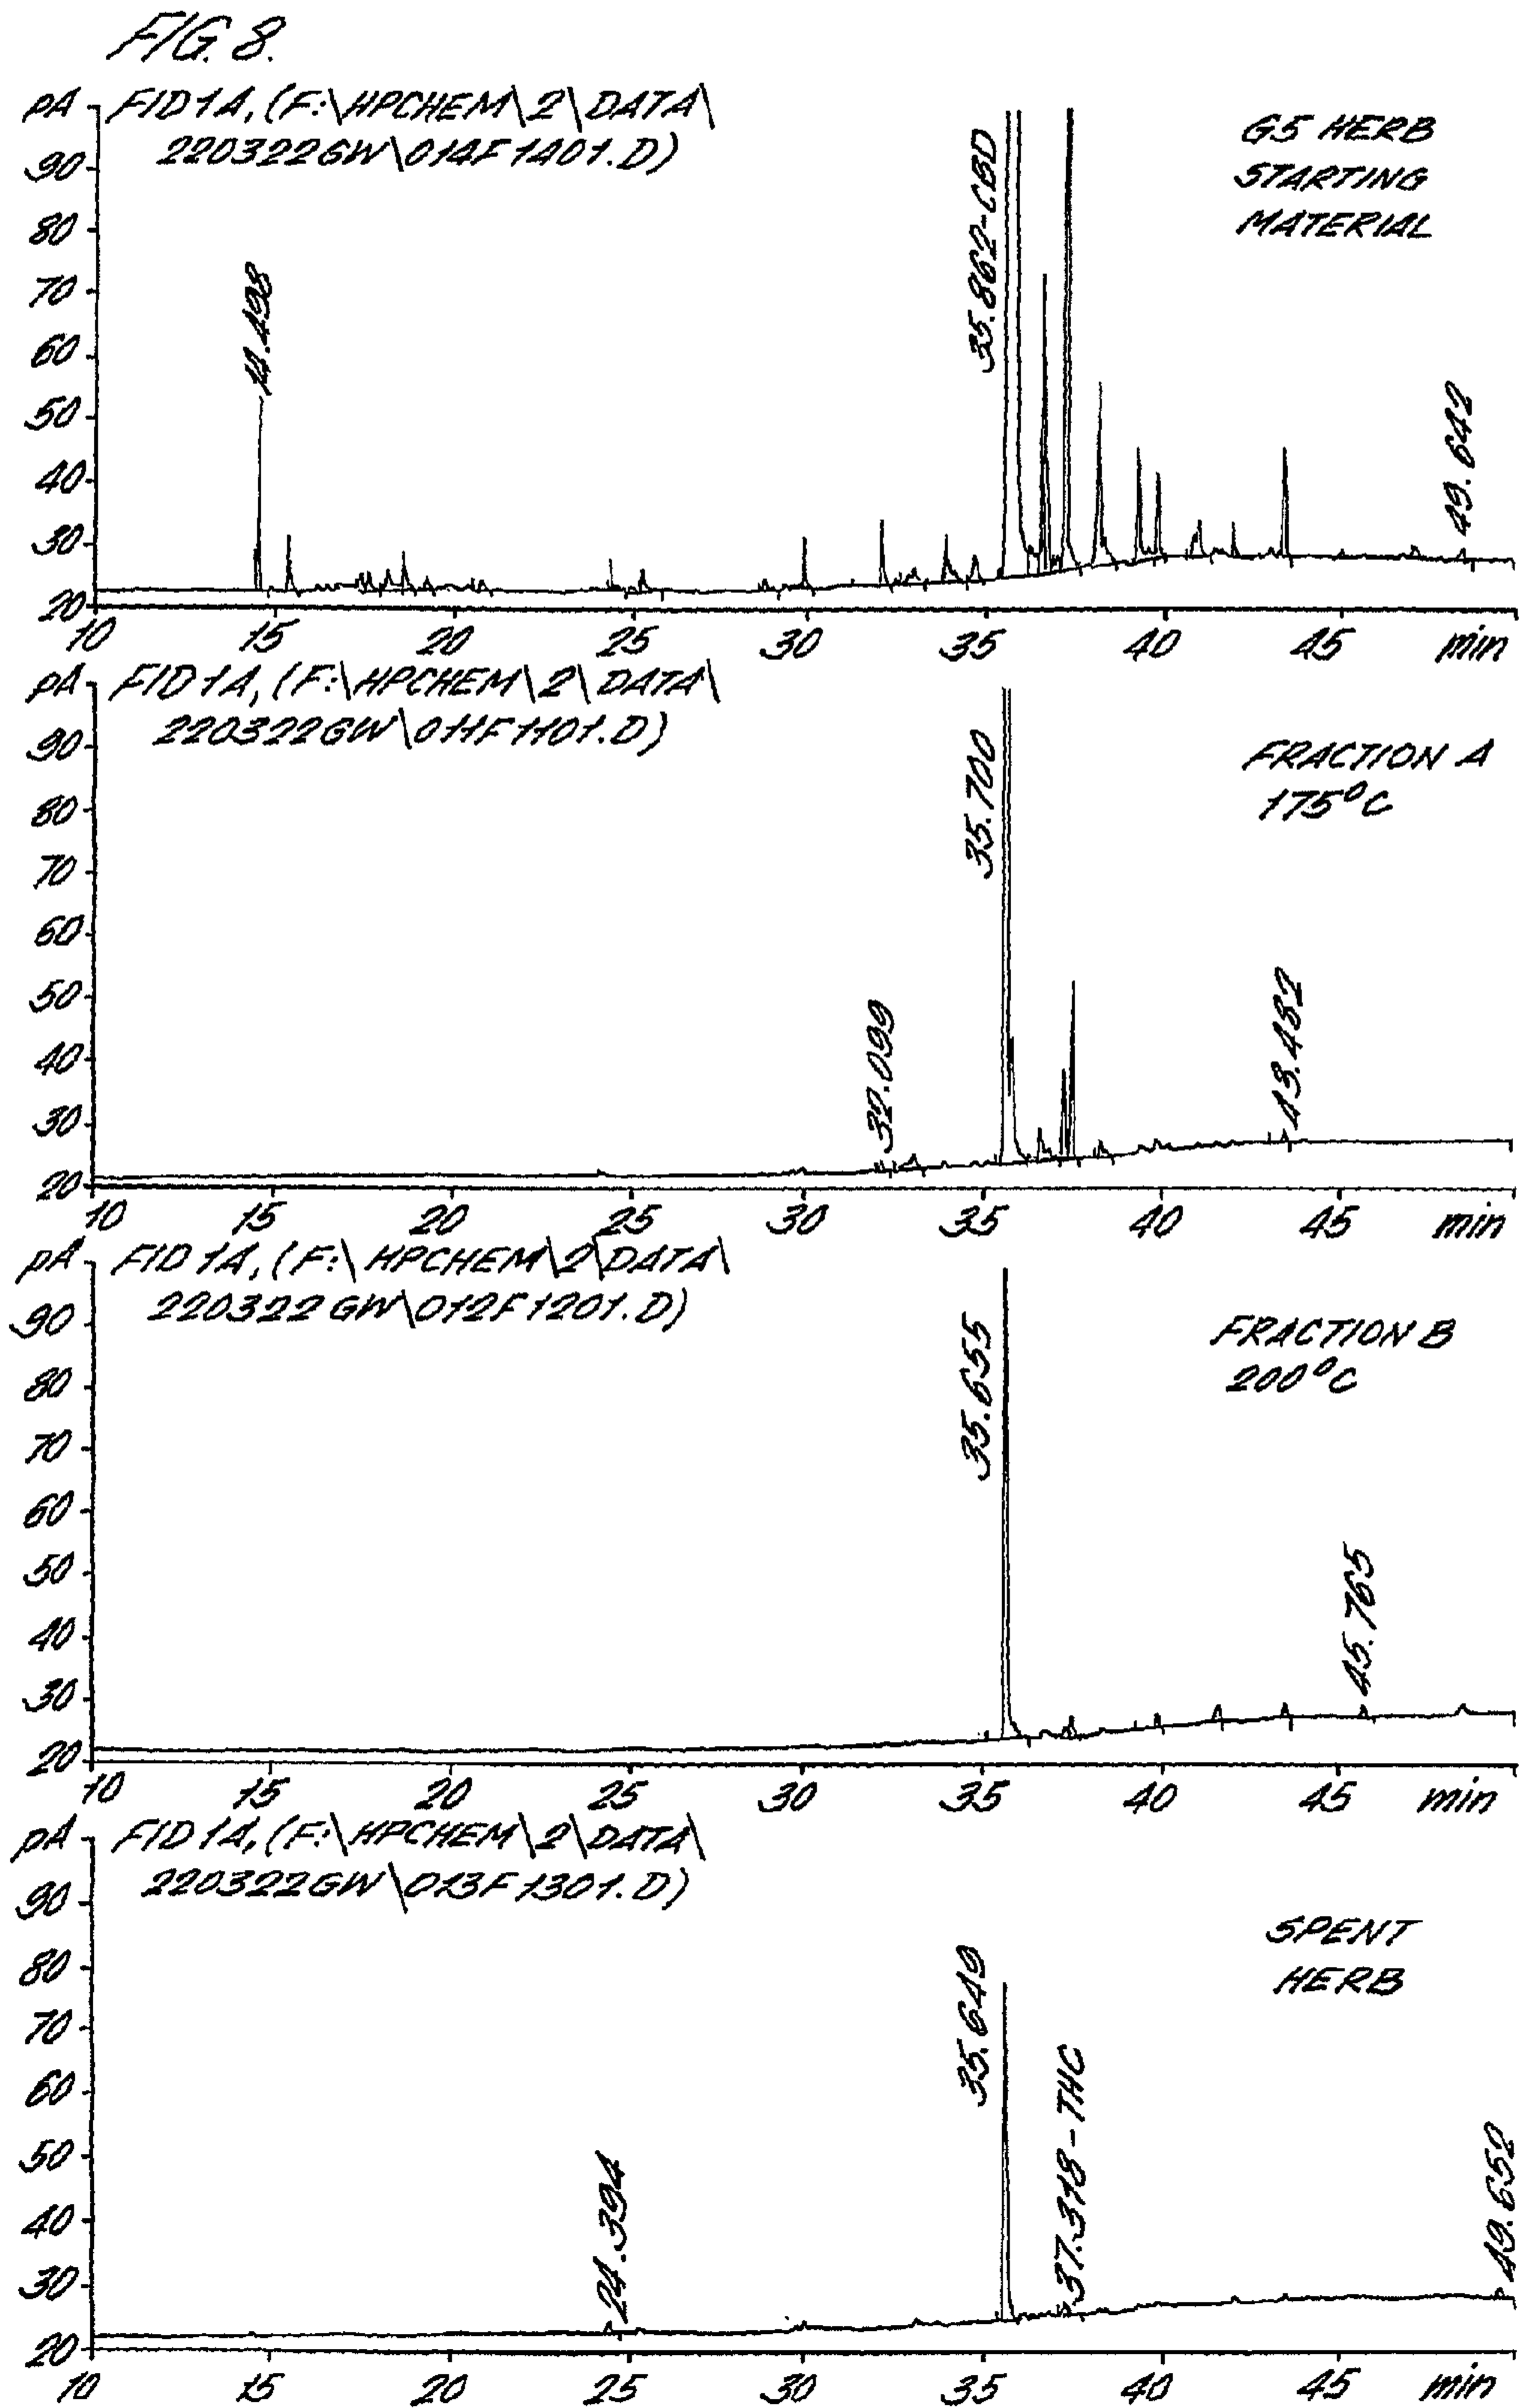 FIG. 8.
pA FID1A, (F:\HPCHEM\2\DATA\
220322GW\014F1401.D)
G5 HERB
STARTING
MATERIAL
90
80
70
60
50
40
30
20
14.498
35.862-CBD
49.642
10 15 20 25 30 35 40 45 min
pA FID1A, (F:\HPCHEM\2\DATA\
220322GW\011F1101.D)
FRACTION A
175°C
90
80
70
60
50
40
30
20
32.099
35.700
43.482
10 15 20 25 30 35 40 45 min
pA FID1A, (F:\HPCHEM\2\DATA\
220322GW\012F1201.D)
FRACTION B
200°C
90
80
70
60
50
40
30
20
35.655
45.765
10 15 20 25 30 35 40 45 min
pA FID1A, (F:\HPCHEM\2\DATA\
220322GW\013F1301.D)
SPENT
HERB
90
80
70
60
50
40
30
20
24.394
35.649
37.318-THC
49.652
10 15 20 25 30 35 40 45 min